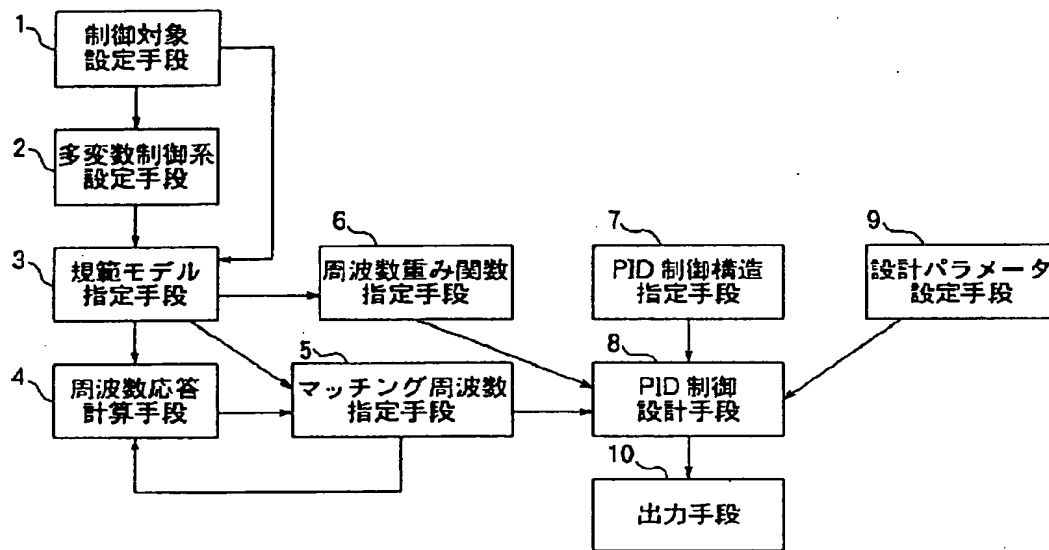 1
制御対象
設定手段
2
多変数制御系
設定手段
3
規範モデル
指定手段
4
周波数応答
計算手段
5
マッチング周波数
指定手段
6
周波数重み関数
指定手段
7
PID 制御構造
指定手段
8
PID 制御
設計手段
9
設計パラメータ
設定手段
10
出力手段